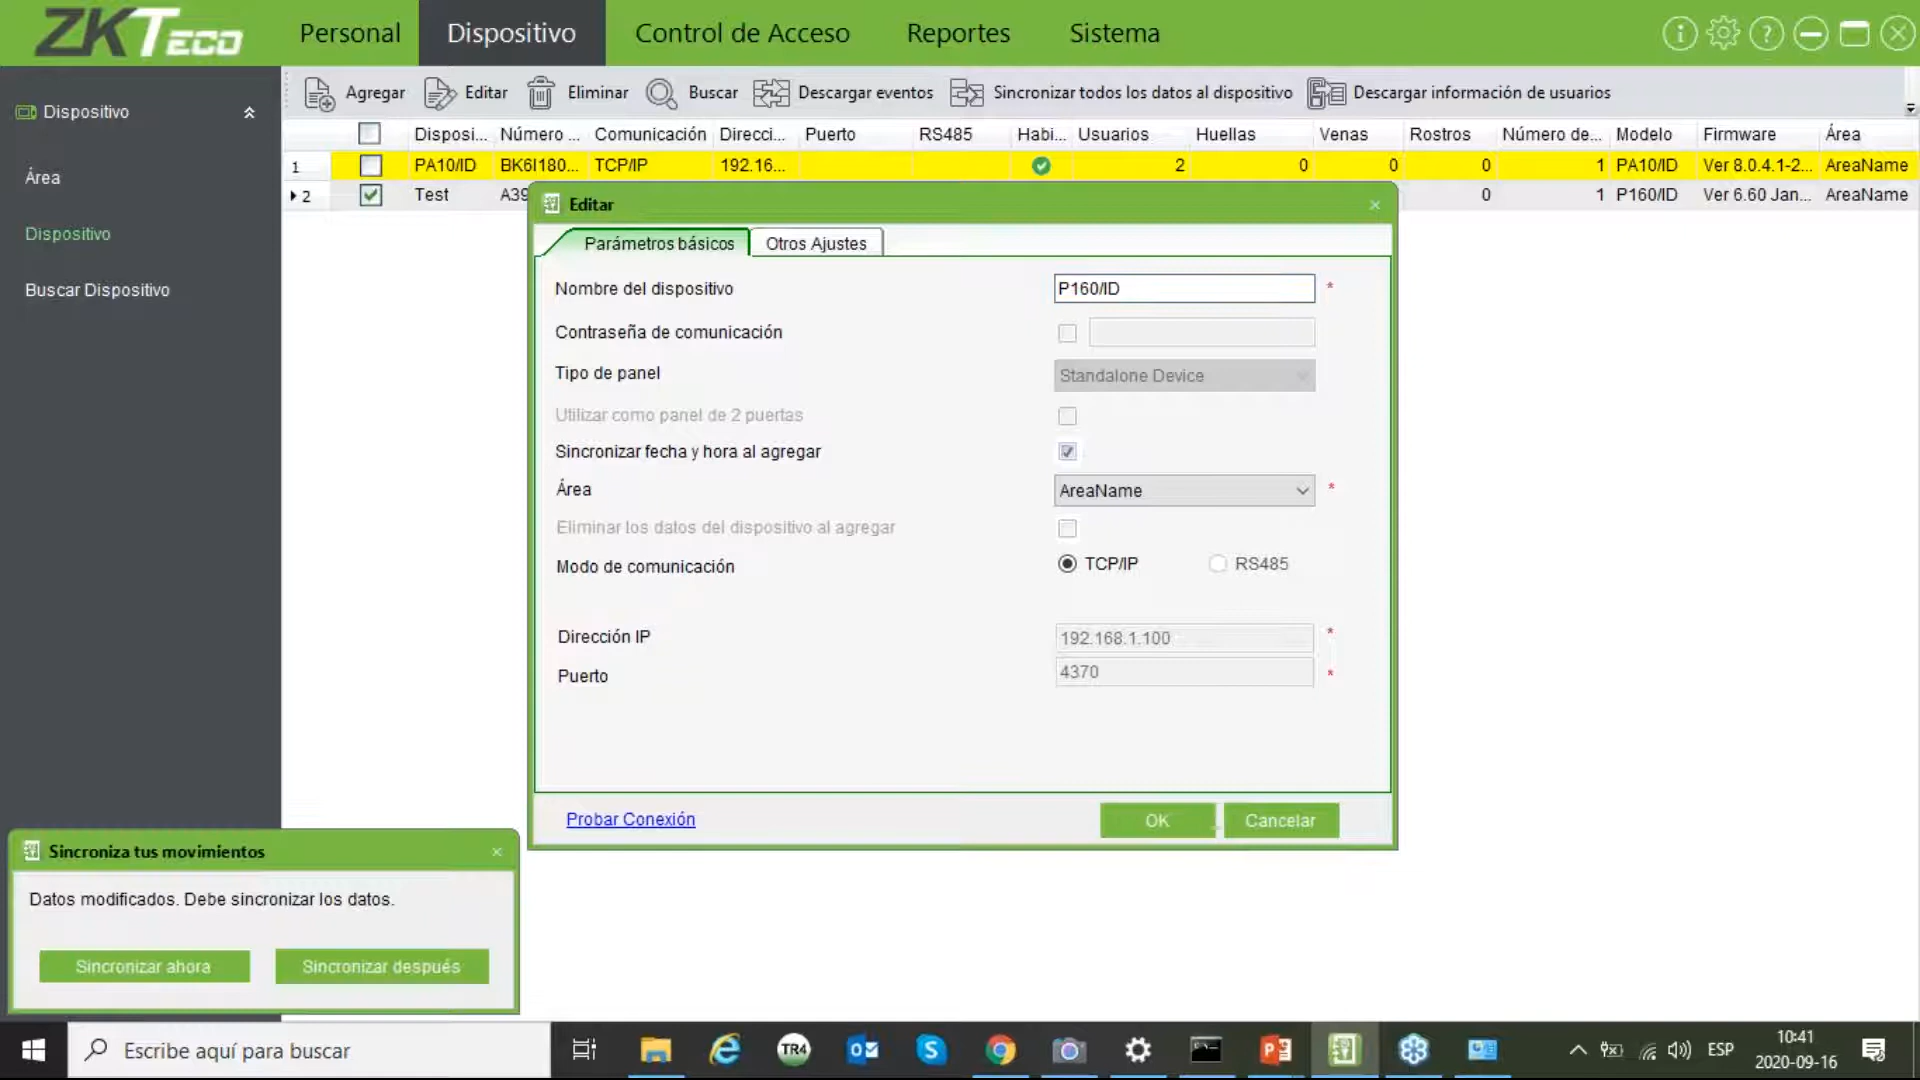 ZKTECO
Personal Dispositivo Control de Acceso Reportes Sistema
Agregar Editar Eliminar Buscar Descargar eventos Sincronizar todos los datos al dispositivo Descargar información de usuarios
Dispositivo
Área
Dispositivo
Buscar Dispositivo
Disposi... Número ... Comunicación Direcci... Puerto RS485 Habi... Usuarios Huellas Venas Rostros Número de... Modelo Firmware Área
1 PA10/ID BK6I180... TCP/IP 192.16... 2 0 0 0 1 PA10/ID Ver 8.0.4.1-2... AreaName
2 Test A39 0 1 P160/ID Ver 6.60 Jan... AreaName
Editar
Parámetros básicos Otros Ajustes
Nombre del dispositivo P160/ID *
Contraseña de comunicación
Tipo de panel Standalone Device
Utilizar como panel de 2 puertas
Sincronizar fecha y hora al agregar
Área AreaName *
Eliminar los datos del dispositivo al agregar
Modo de comunicación TCP/IP RS485
Dirección IP 192.168.1.100 *
Puerto 4370 *
Probar Conexión OK Cancelar
Sincroniza tus movimientos
Datos modificados. Debe sincronizar los datos.
Sincronizar ahora Sincronizar después
Escribe aquí para buscar
TR4
ESP
10:41
2020-09-16